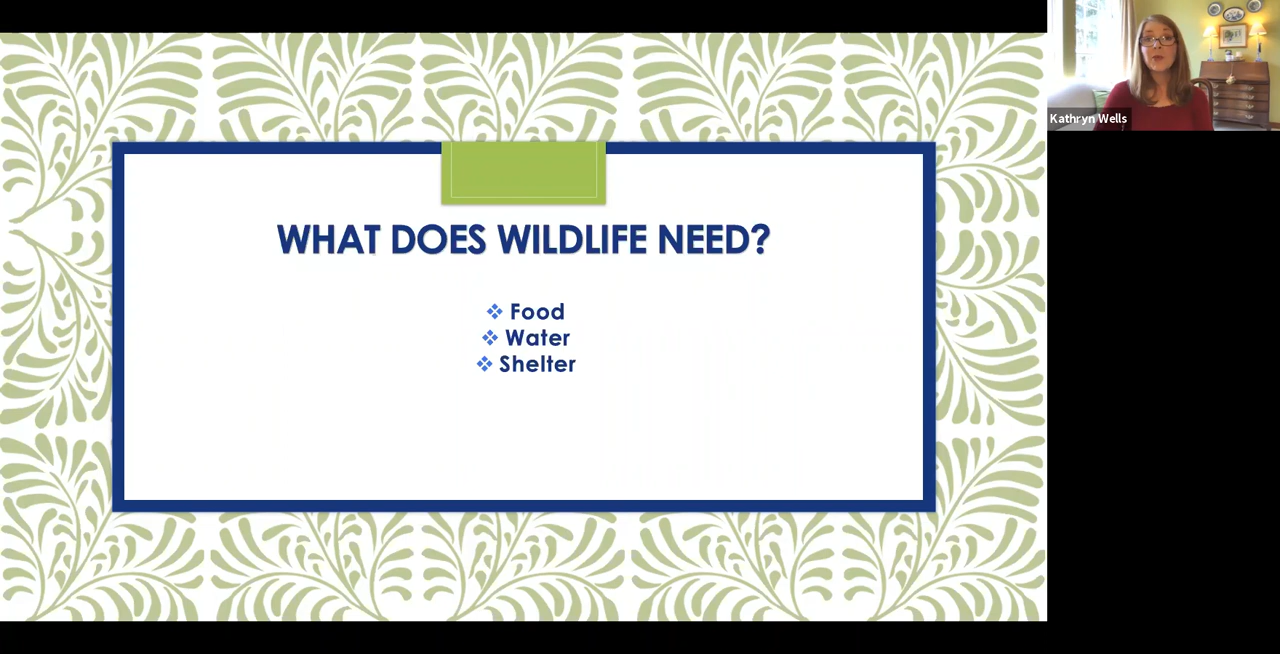 WHAT DOES WILDLIFE NEED?
❖ Food
❖ Water
❖ Shelter
Kathryn Wells